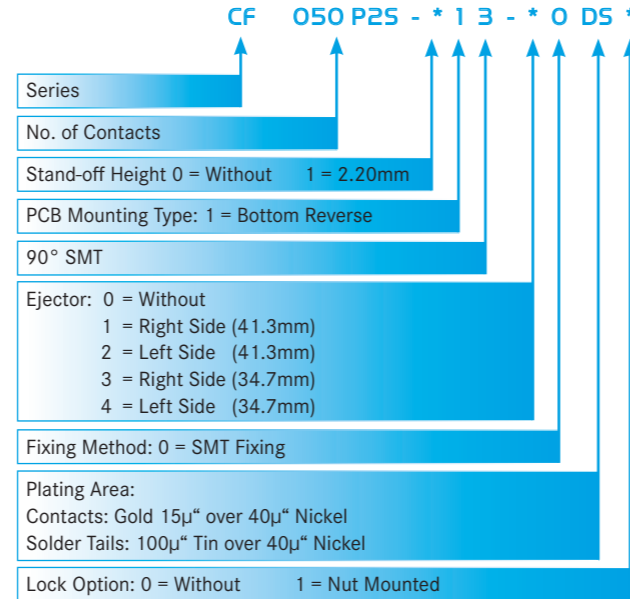 CF 050 P2S - * 1 3 - * 0 DS *
Series
No. of Contacts
Stand-off Height 0 = Without 1 = 2.20mm
PCB Mounting Type: 1 = Bottom Reverse
90° SMT
Ejector: 0 = Without
1 = Right Side (41.3mm)
2 = Left Side (41.3mm)
3 = Right Side (34.7mm)
4 = Left Side (34.7mm)
Fixing Method: 0 = SMT Fixing
Plating Area:
Contacts: Gold 15µ“ over 40µ“ Nickel
Solder Tails: 100µ“ Tin over 40µ“ Nickel
Lock Option: 0 = Without 1 = Nut Mounted